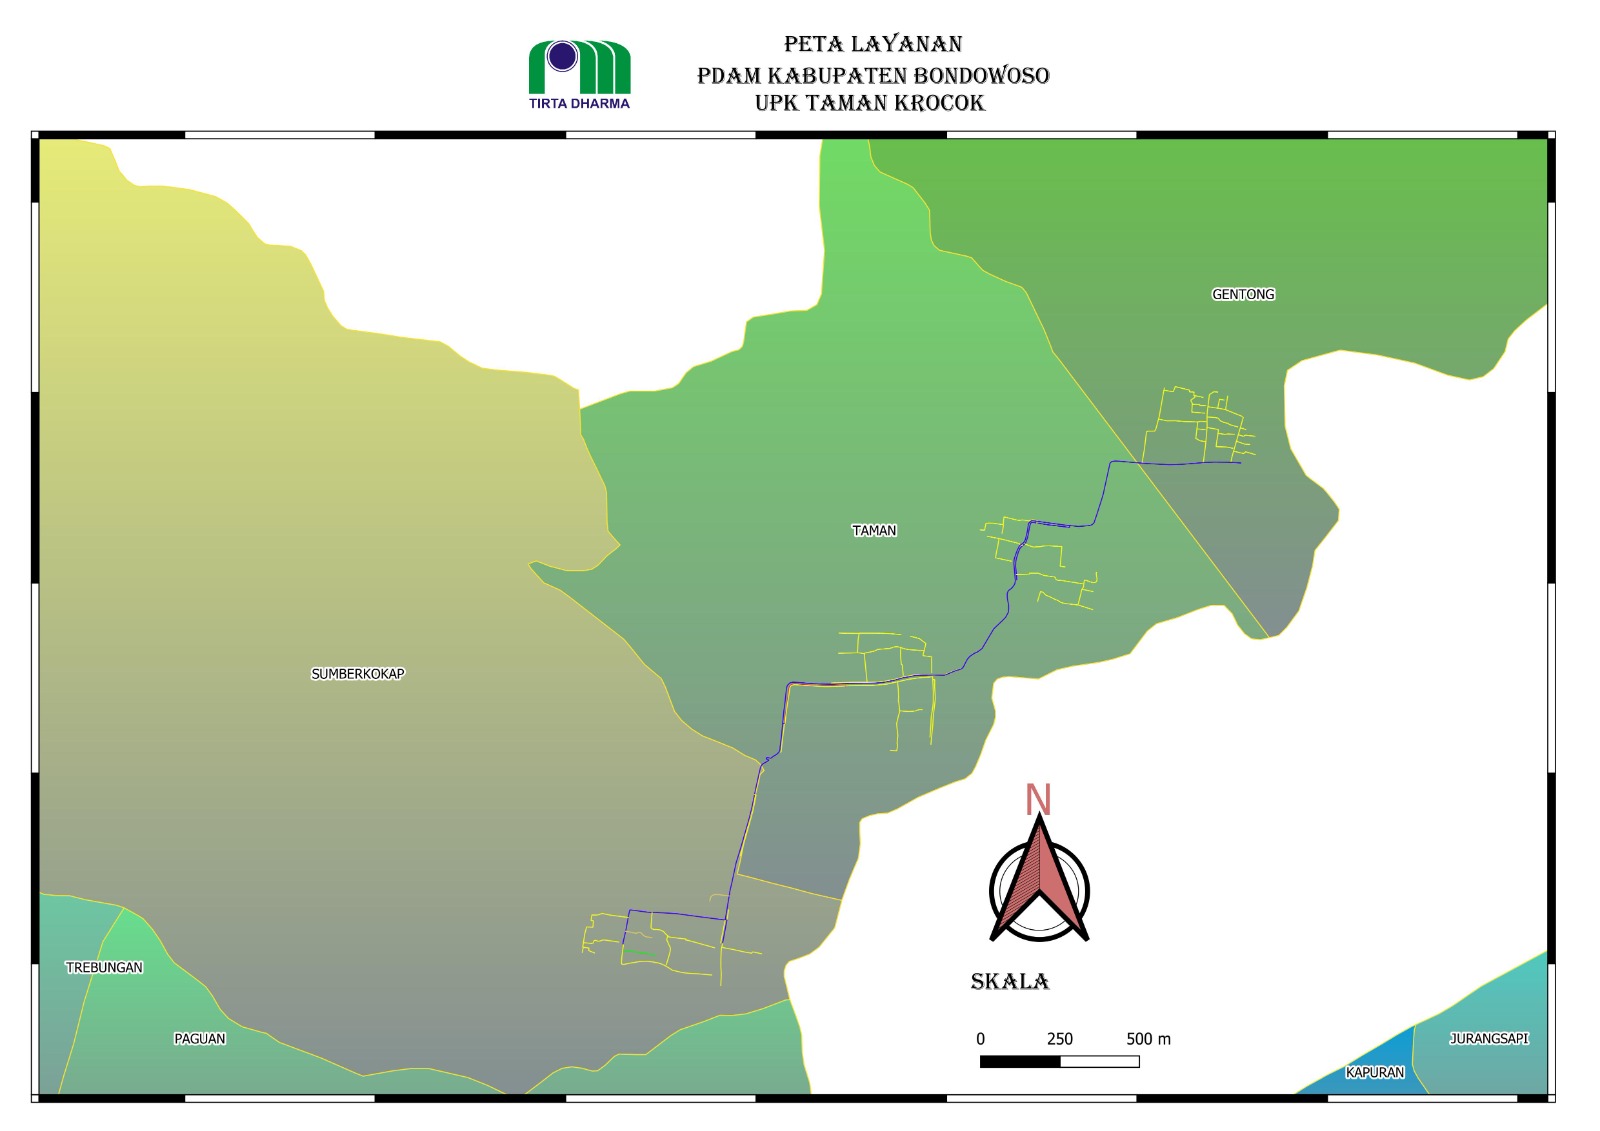 PETA LAYANAN
PDAM KABUPATEN BONDOWOSO
UPK TAMAN KROCOK
TIRTA DHARMA
GENTONG
TAMAN
SUMBERKOKAP
N
TREBUNGAN
SKALA
PAGUAN
0 250 500 m
JURANGSAPI
KAPURAN